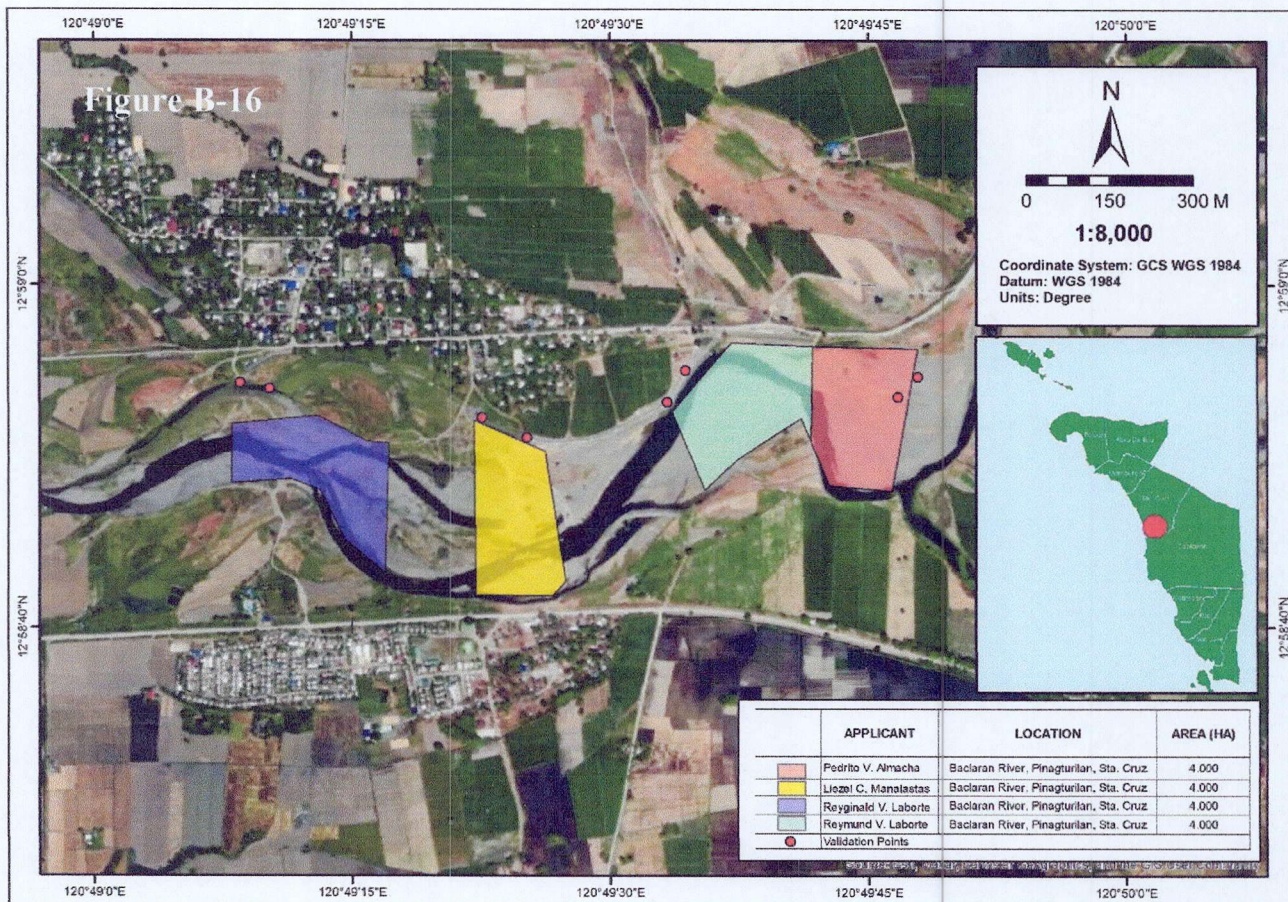 120°49'0"E 120°49'15"E 120°49'30"E 120°49'45"E 120°50'0"E
Figure B-16
N
0 150 300 M
1:8,000
Coordinate System: GCS WGS 1984
Datum: WGS 1984
Units: Degree
12°59'0"N 12°59'0"N
12°58'40"N 12°58'40"N
APPLICANT LOCATION AREA (HA)
Pedrito V. Almacha Baclaran River, Pinagturilan, Sta. Cruz 4.000
Liezel C. Manalastas Baclaran River, Pinagturilan, Sta. Cruz 4.000
Reyginald V. Laborte Baclaran River, Pinagturilan, Sta. Cruz 4.000
Reymund V. Laborte Baclaran River, Pinagturilan, Sta. Cruz 4.000
Validation Points
120°49'0"E 120°49'15"E 120°49'30"E 120°49'45"E 120°50'0"E